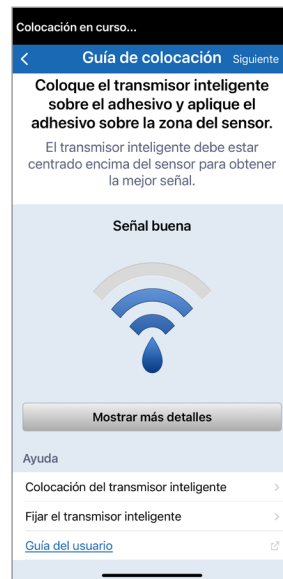 Colocación en curso...
Guía de colocación Siguiente
Coloque el transmisor inteligente
sobre el adhesivo y aplique el
adhesivo sobre la zona del sensor.
El transmisor inteligente debe estar
centrado encima del sensor para obtener
la mejor señal.
Señal buena
Mostrar más detalles
Ayuda
Colocación del transmisor inteligente
Fijar el transmisor inteligente
Guía del usuario